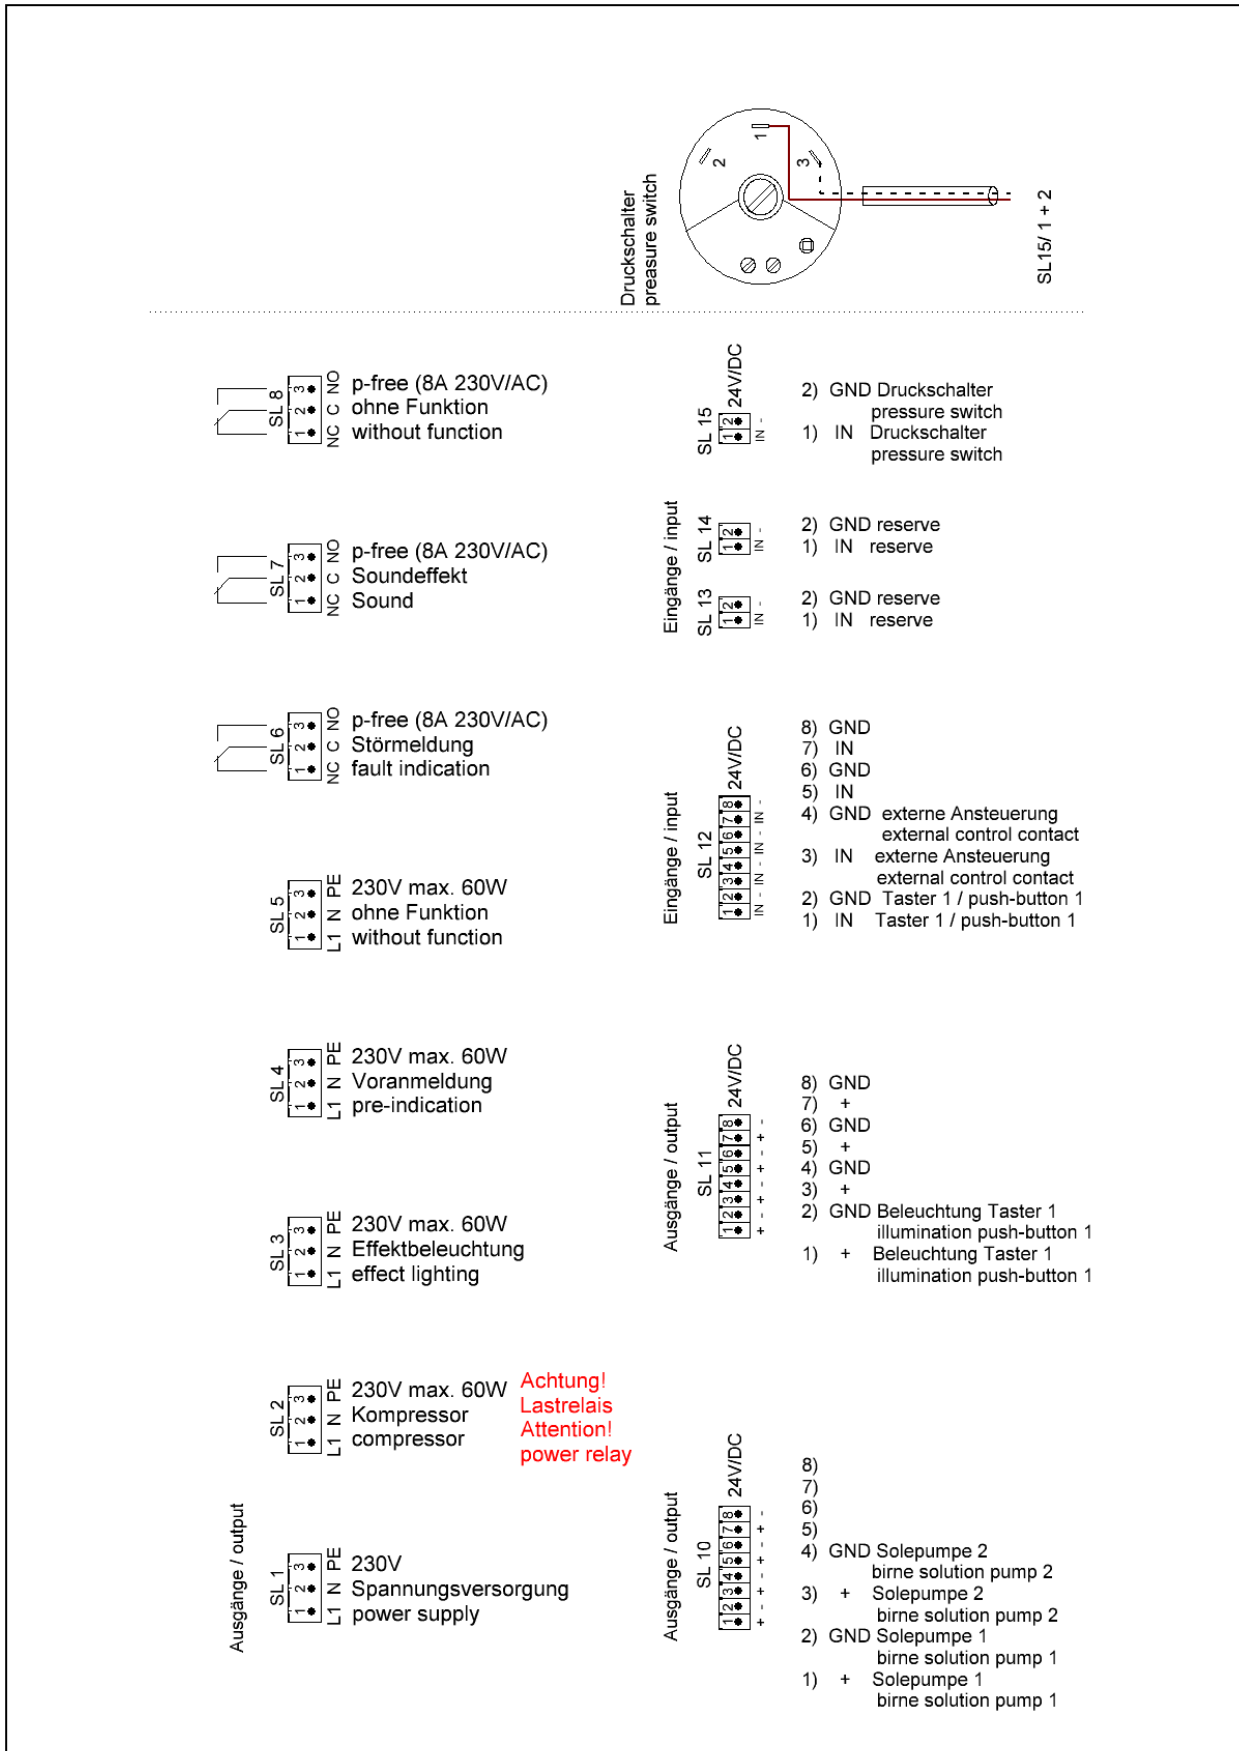 Druckschalter
preasure switch
1
2
3
SL15/ 1 + 2
SL 8
1 2 3
NC C NO
p-free (8A 230V/AC)
ohne Funktion
without function
SL 7
1 2 3
NC C NO
p-free (8A 230V/AC)
Soundeffekt
Sound
SL 6
1 2 3
NC C NO
p-free (8A 230V/AC)
Störmeldung
fault indication
SL 5
1 2 3
L1 N PE
230V max. 60W
ohne Funktion
without function
SL 4
1 2 3
L1 N PE
230V max. 60W
Voranmeldung
pre-indication
SL 3
1 2 3
L1 N PE
230V max. 60W
Effektbeleuchtung
effect lighting
SL 2
1 2 3
L1 N PE
230V max. 60W
Kompressor
compressor
Achtung!
Lastrelais
Attention!
power relay
Ausgänge / output
SL 1
1 2 3
L1 N PE
230V
Spannungsversorgung
power supply
SL 15
1 2
IN -
24V/DC
2) GND Druckschalter
pressure switch
1) IN Druckschalter
pressure switch
Eingänge / input
SL 14
1 2
IN -
2) GND reserve
1) IN reserve
SL 13
1 2
IN -
2) GND reserve
1) IN reserve
Eingänge / input
SL 12
1 2 3 4 5 6 7 8
IN - IN - IN - IN -
24V/DC
8) GND
7) IN
6) GND
5) IN
4) GND externe Ansteuerung
external control contact
3) IN externe Ansteuerung
external control contact
2) GND Taster 1 / push-button 1
1) IN Taster 1 / push-button 1
Ausgänge / output
SL 11
1 2 3 4 5 6 7 8
+ - + - + - + -
24V/DC
8) GND
7) +
6) GND
5) +
4) GND
3) +
2) GND Beleuchtung Taster 1
illumination push-button 1
1) + Beleuchtung Taster 1
illumination push-button 1
Ausgänge / output
SL 10
1 2 3 4 5 6 7 8
+ - + - + - + -
24V/DC
8)
7)
6)
5)
4) GND Solepumpe 2
birne solution pump 2
3) + Solepumpe 2
birne solution pump 2
2) GND Solepumpe 1
birne solution pump 1
1) + Solepumpe 1
birne solution pump 1